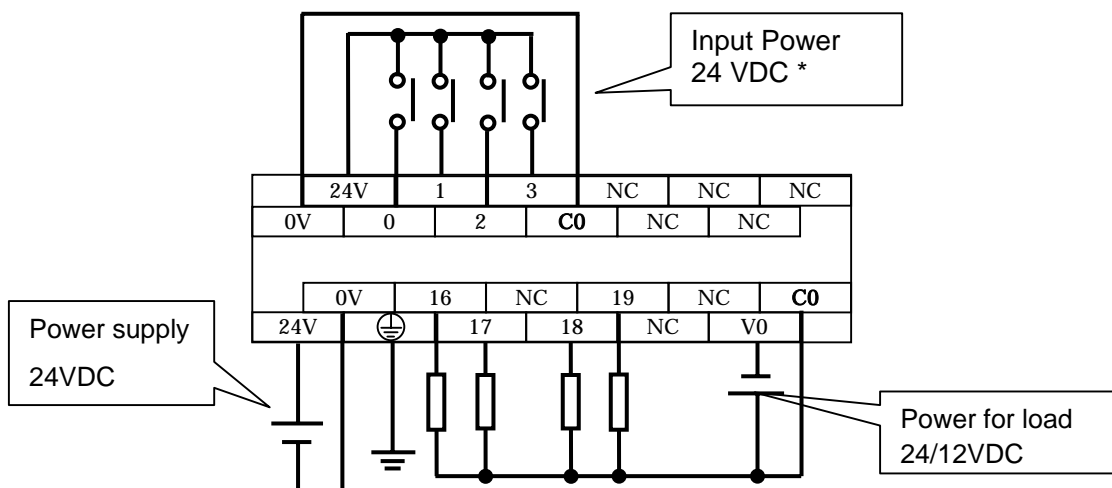 Input Power
24 VDC *
24V 1 3 NC NC NC
0V 0 2 C0 NC NC
0V 16 NC 19 NC C0
24V 17 18 NC V0
Power supply
24VDC
Power for load
24/12VDC